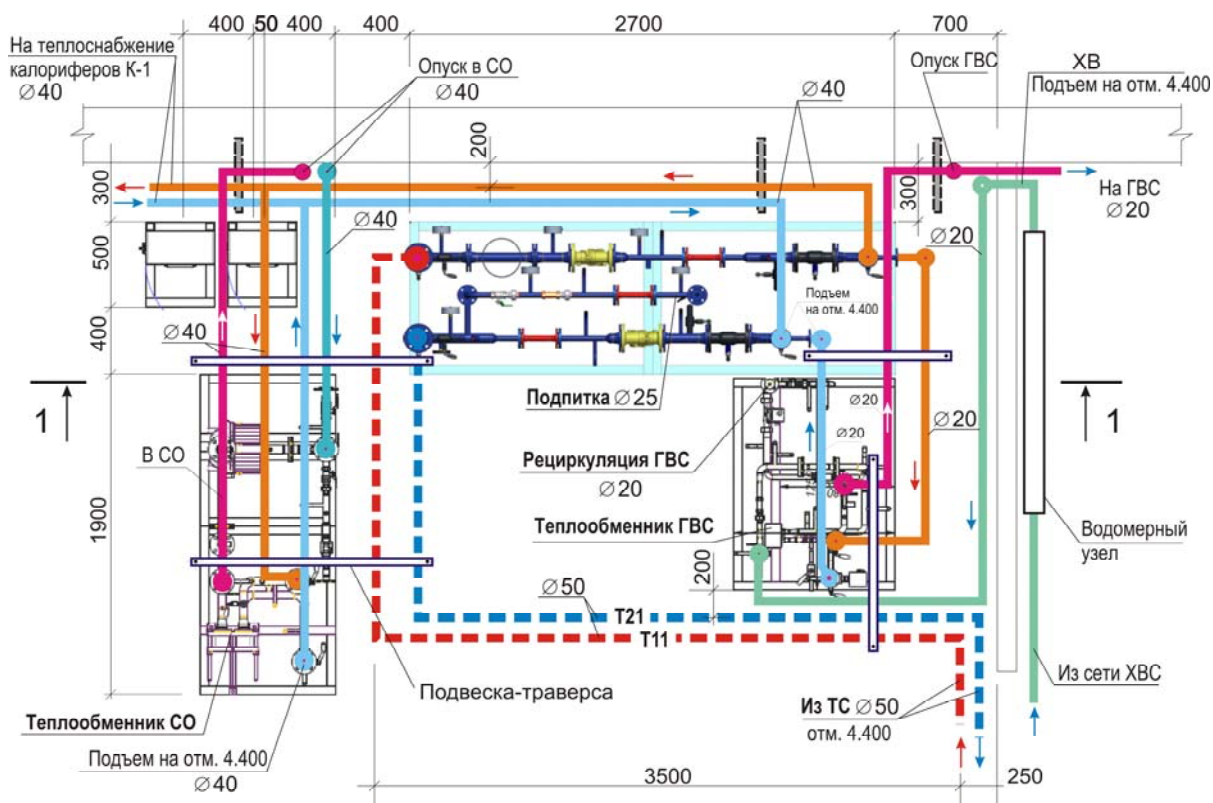 400 50 400 400 2700 700
На теплоснабжение
калориферов К-1
∅40
Опуск в СО
∅40
∅40
Опуск ГВС
ХВ
Подъем на отм. 4.400
200
300
300
На ГВС
∅20
∅40
∅20
500
Подъем
на отм. 4.400
400
∅40
1
1
Подпитка ∅25
∅20
∅20
∅20
В СО
Рециркуляция ГВС
∅20
1900
Теплообменник ГВС
Водомерный
узел
200
∅50
Т21
Т11
Подвеска-траверса
Из сети ХВС
Теплообменник СО
Из ТС ∅50
отм. 4.400
Подъем на отм. 4.400
∅40
3500 250